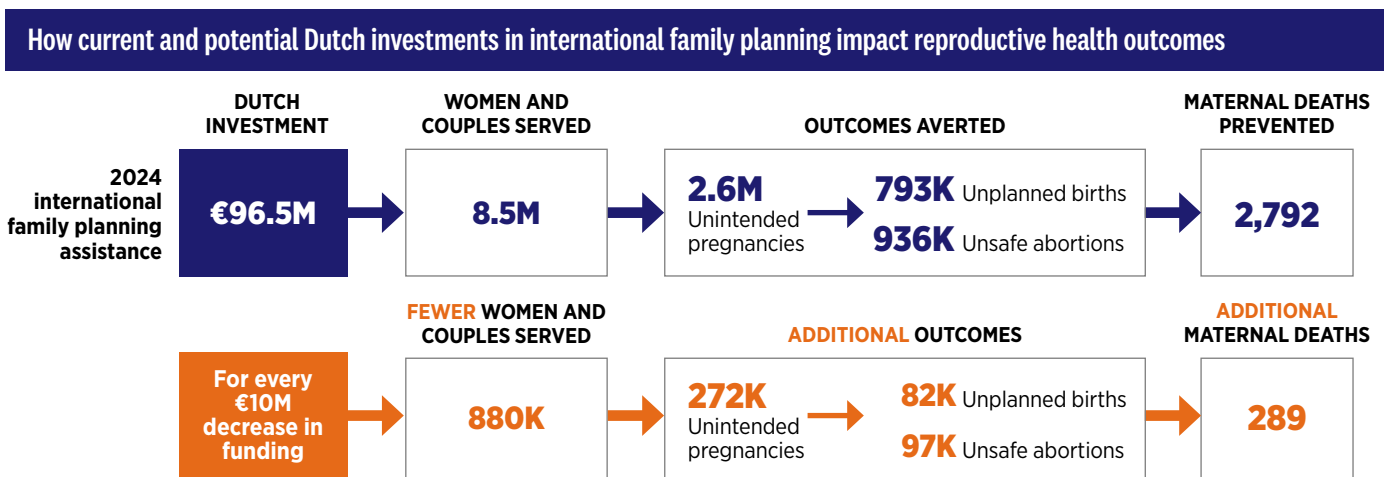 How current and potential Dutch investments in international family planning impact reproductive health outcomes
DUTCH
INVESTMENT
WOMEN AND
COUPLES SERVED
OUTCOMES AVERTED
MATERNAL DEATHS
PREVENTED
2024
international
family planning
assistance
€96.5M
8.5M
2.6M
Unintended
pregnancies
793K Unplanned births
936K Unsafe abortions
2,792
FEWER WOMEN AND
COUPLES SERVED
ADDITIONAL OUTCOMES
ADDITIONAL
MATERNAL DEATHS
For every
€10M
decrease in
funding
880K
272K
Unintended
pregnancies
82K Unplanned births
97K Unsafe abortions
289